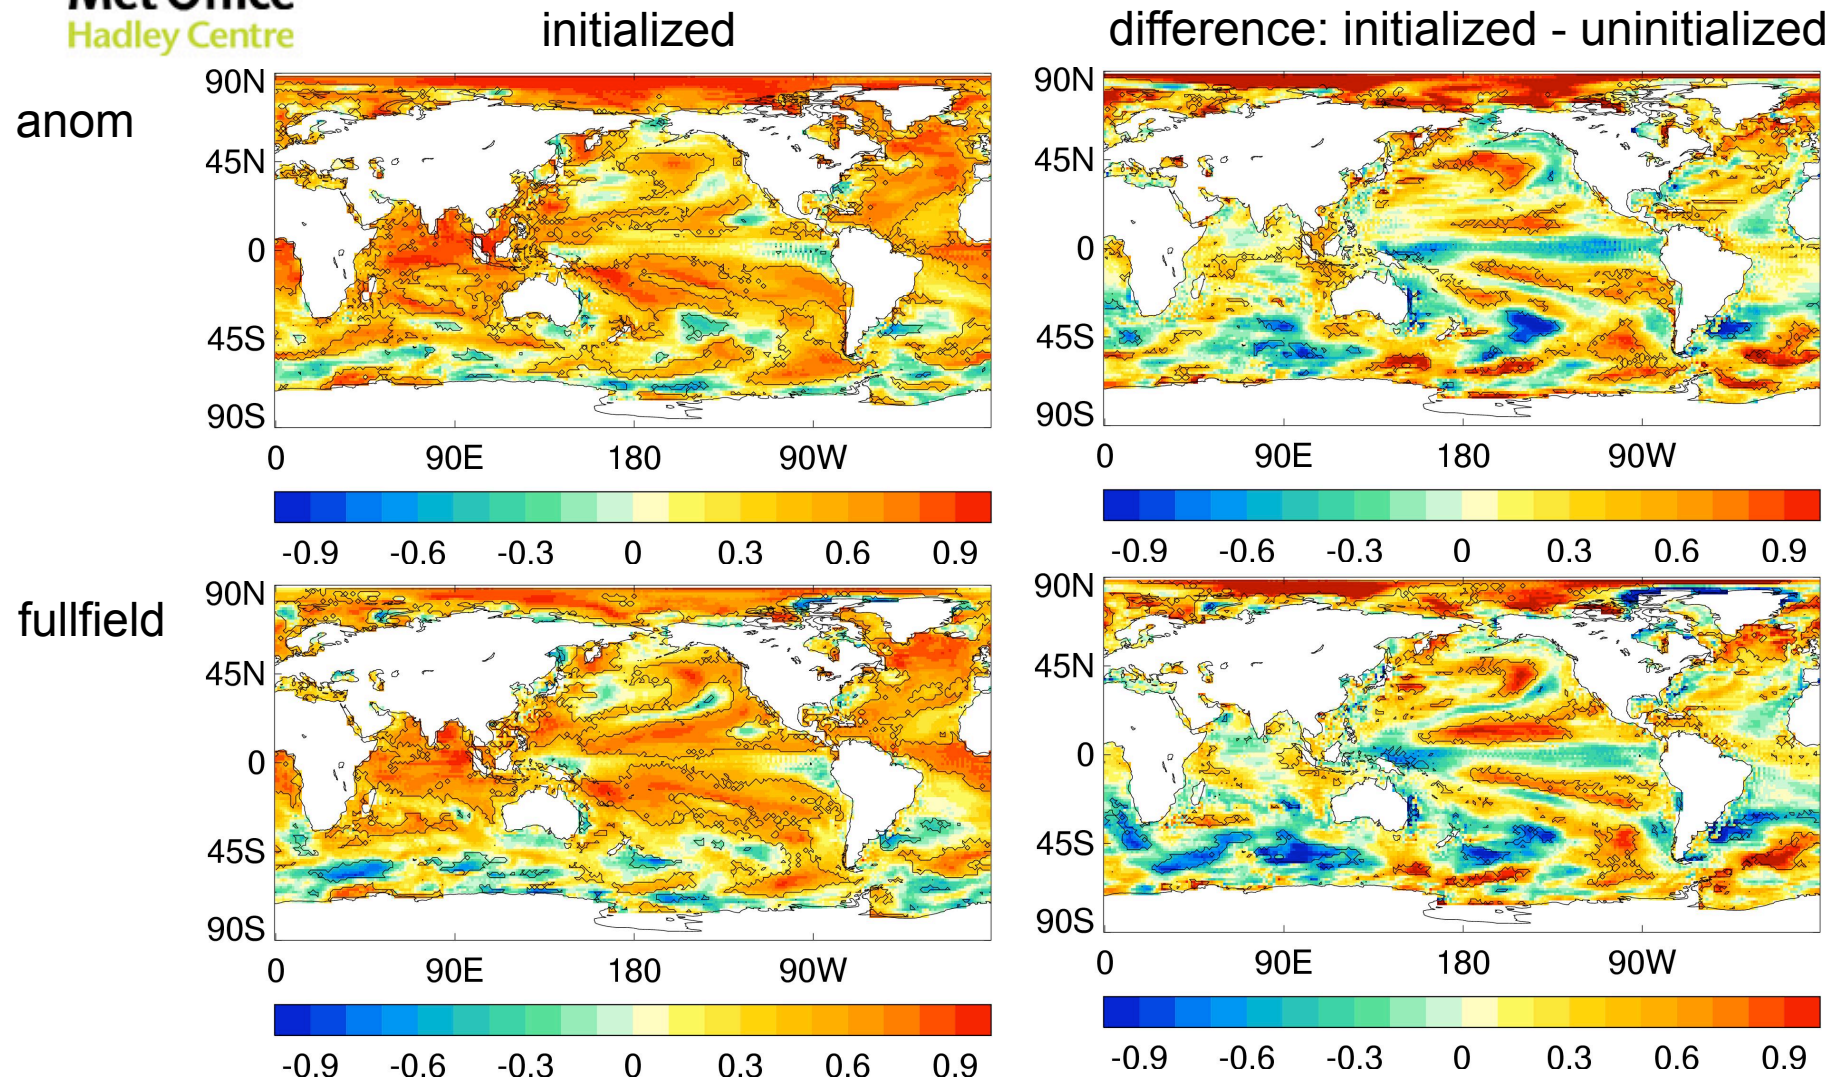 Met Office
Hadley Centre
initialized
difference: initialized - uninitialized
anom
90N
45N
0
45S
90S
0 90E 180 90W
-0.9 -0.6 -0.3 0 0.3 0.6 0.9
90N
45N
0
45S
90S
0 90E 180 90W
-0.9 -0.6 -0.3 0 0.3 0.6 0.9
fullfield
90N
45N
0
45S
90S
0 90E 180 90W
-0.9 -0.6 -0.3 0 0.3 0.6 0.9
90N
45N
0
45S
90S
0 90E 180 90W
-0.9 -0.6 -0.3 0 0.3 0.6 0.9